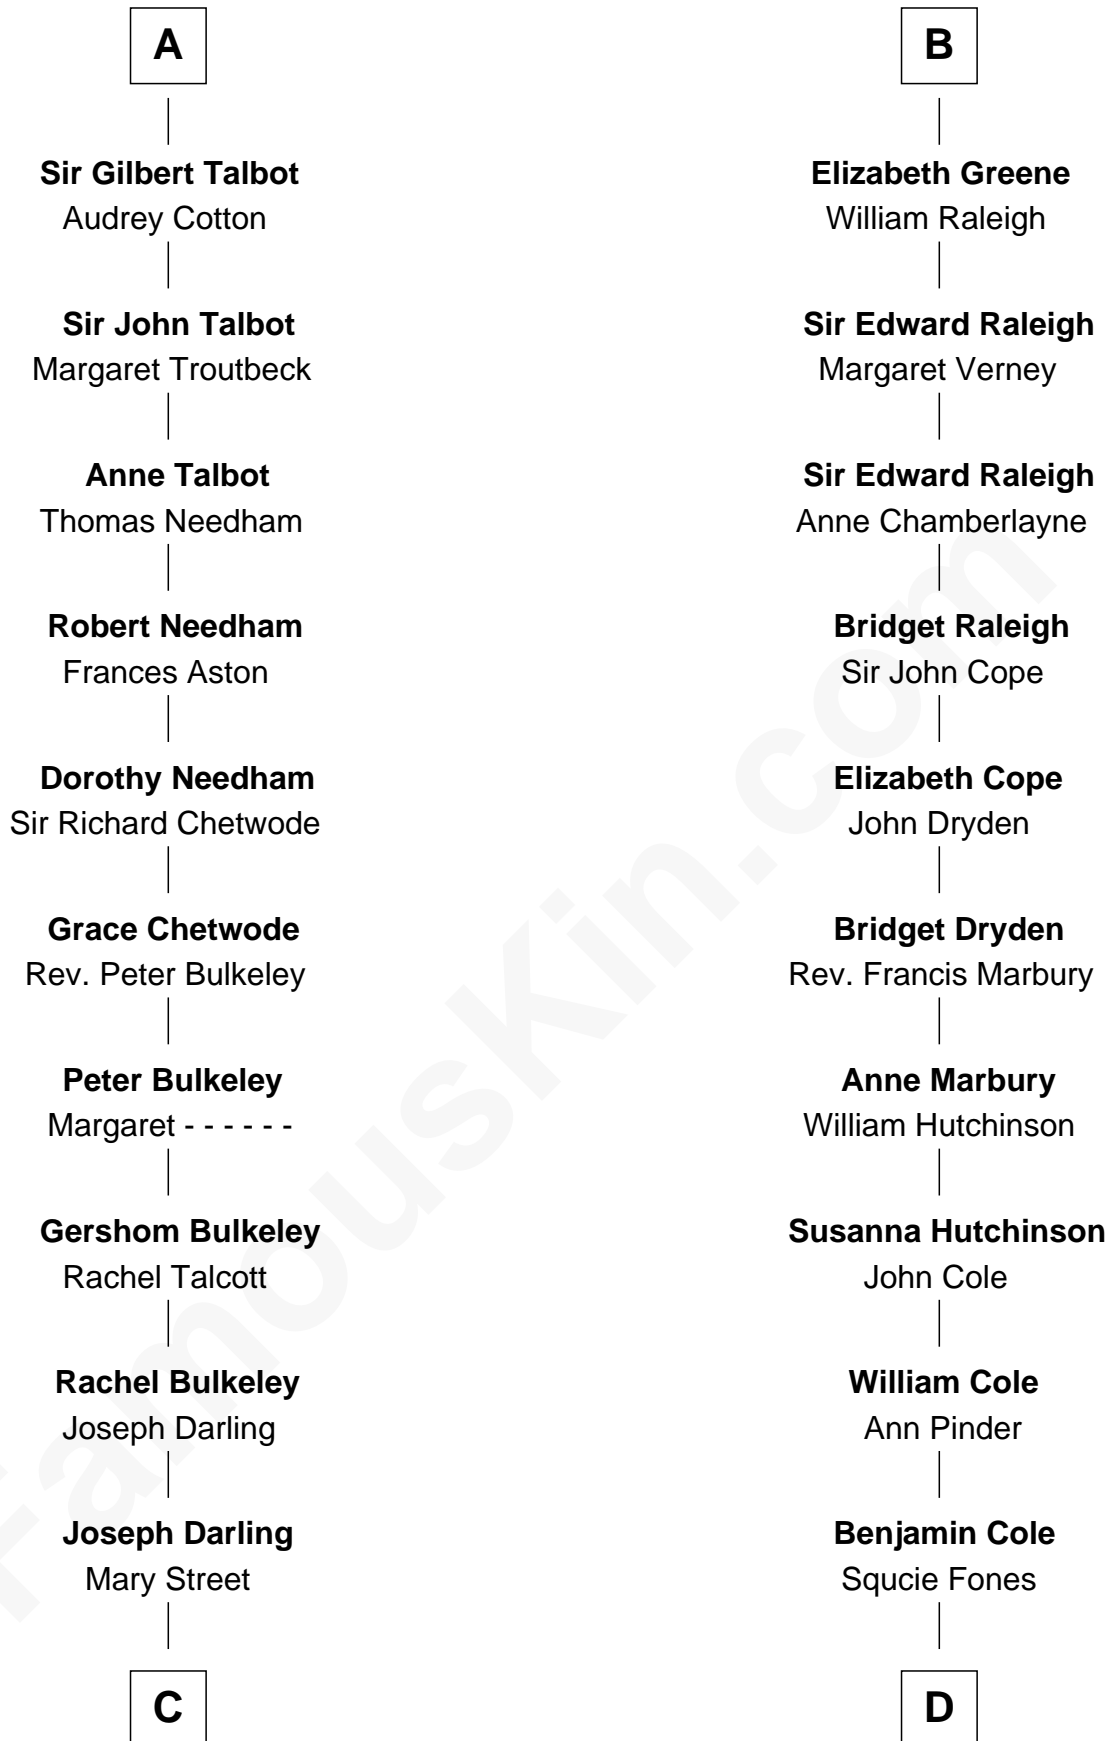 A
Sir Gilbert Talbot
Audrey Cotton
Sir John Talbot
Margaret Troutbeck
Anne Talbot
Thomas Needham
Robert Needham
Frances Aston
Dorothy Needham
Sir Richard Chetwode
Grace Chetwode
Rev. Peter Bulkeley
Peter Bulkeley
Margaret - - - - - -
Gershom Bulkeley
Rachel Talcott
Rachel Bulkeley
Joseph Darling
Joseph Darling
Mary Street
C
B
Elizabeth Greene
William Raleigh
Sir Edward Raleigh
Margaret Verney
Sir Edward Raleigh
Anne Chamberlayne
Bridget Raleigh
Sir John Cope
Elizabeth Cope
John Dryden
Bridget Dryden
Rev. Francis Marbury
Anne Marbury
William Hutchinson
Susanna Hutchinson
John Cole
William Cole
Ann Pinder
Benjamin Cole
Squcie Fones
D
FamousKin.com